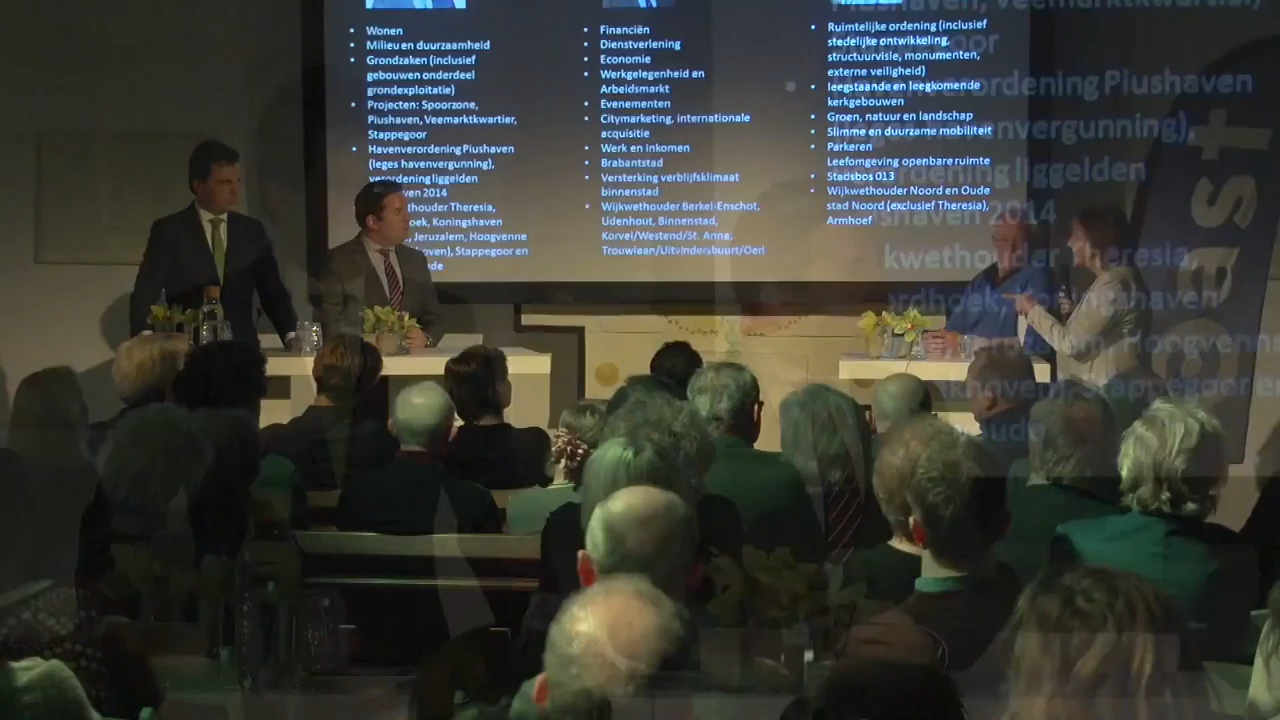 • Wonen
• Milieu en duurzaamheid
• Grondzaken (inclusief
gebouwen onderdeel
grondexploitatie)
• Projecten: Spoorzone,
Piushaven, Veemarktkwartier,
Stappegoor
• Havenverordening Piushaven
(leges havenvergunning),
verordening liggelden
2014
Theresia,
Koningshaven
Jeruzalem, Hoogvenne
Stappegoor en
• Financiën
• Dienstverlening
• Economie
• Werkgelegenheid en
Arbeidsmarkt
• Evenementen
• Citymarketing, internationale
acquisitie
• Werk en inkomen
• Brabantstad
• Versterking verblijfsklimaat
binnenstad
• Wijkwethouder Berkel-Enschot,
Udenhout, Binnenstad,
Korvel/Westend/St. Anna,
Trouwlaan/Uitvindersbuurt/Oerl
• Ruimtelijke ordening (inclusief
stedelijke ontwikkeling,
structuurvisie, monumenten,
externe veiligheid)
• leegstaande en leegkomende
kerkgebouwen
• Groen, natuur en landschap
• Slimme en duurzame mobiliteit
• Parkeren
Leefomgeving openbare ruimte
• Stadsbos 013
• Wijkwethouder Noord en Oude
stad Noord (exclusief Theresia),
Armhoef
Piushaven
2014